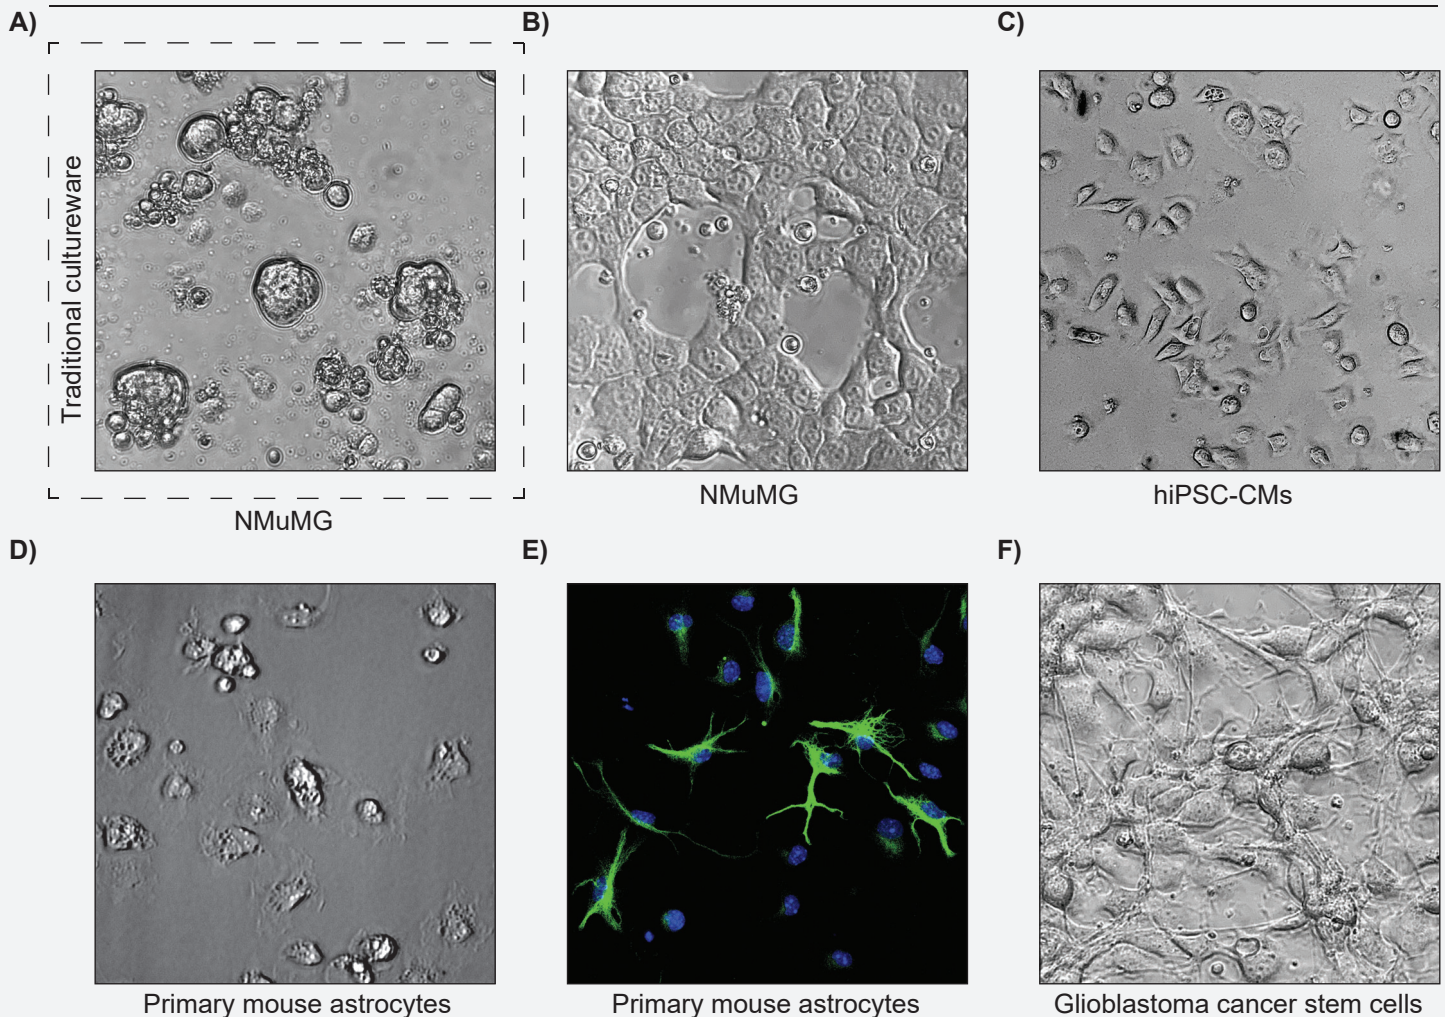 A)
B)
C)
Traditional cultureware
NMuMG
NMuMG
hiPSC-CMs
D)
E)
F)
Primary mouse astrocytes
Primary mouse astrocytes
Glioblastoma cancer stem cells